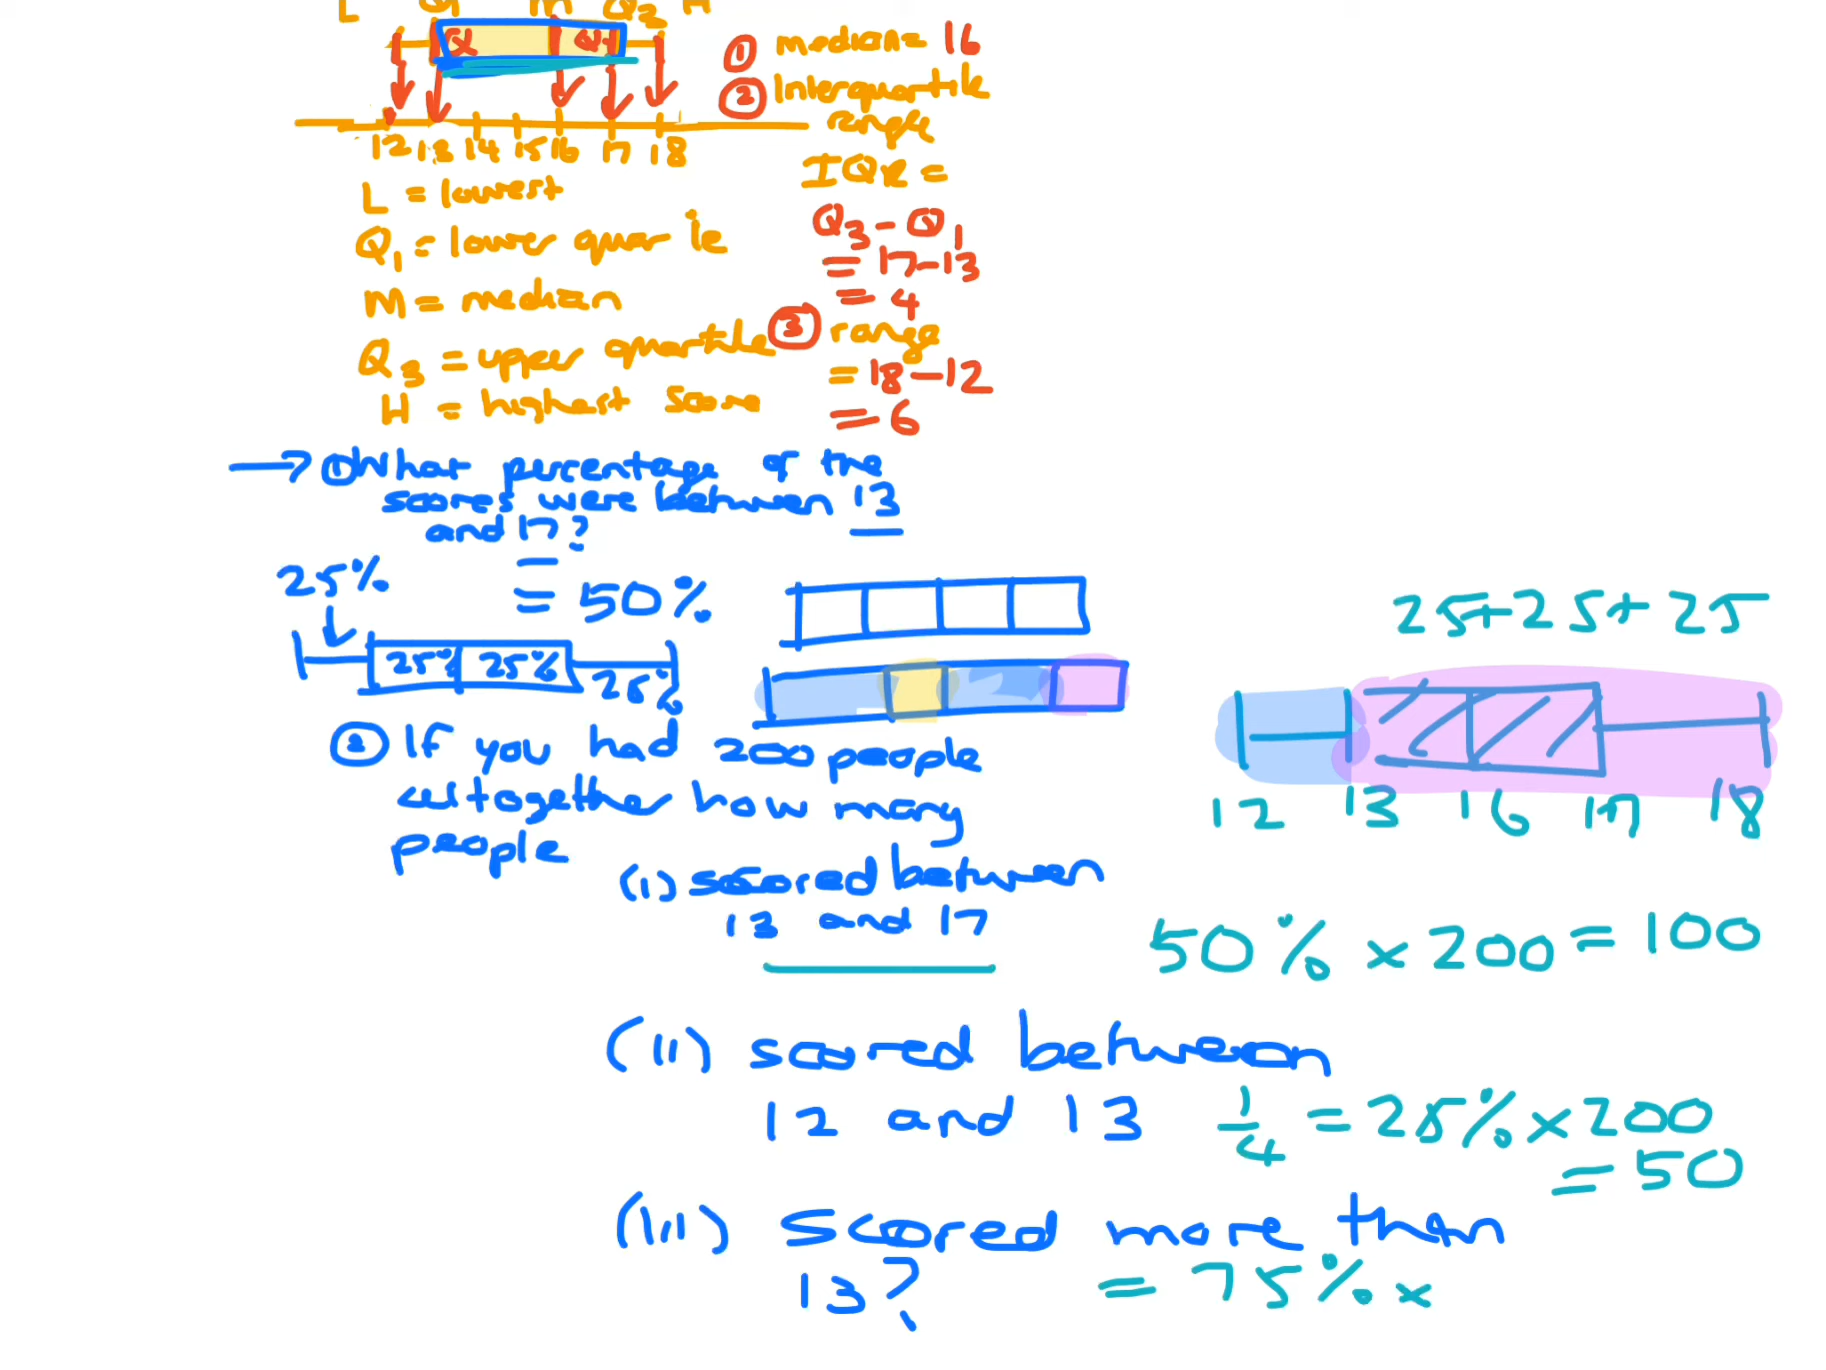 L Q1 M Q3 H
① median = 16
② Interquartile
range
12 13 14 15 16 17 18
IQR =
L = lowest
Q3 - Q1
Q1 = lower quar ie
= 17-13
= 4
M = median
③ range
Q3 = upper quartile
= 18-12
H = highest score
= 6
→ ① What percentage of the
scores were between 13
and 17?
25%
= 50%
25+25+25
25% 25% 25%
② If you had 200 people
altogether how many
people
12 13 16 17 18
(i) scored between
13 and 17
50% × 200 = 100
(ii) scored between
12 and 13 1/4 = 25% × 200
= 50
(iii) scored more than
13? = 75% ×